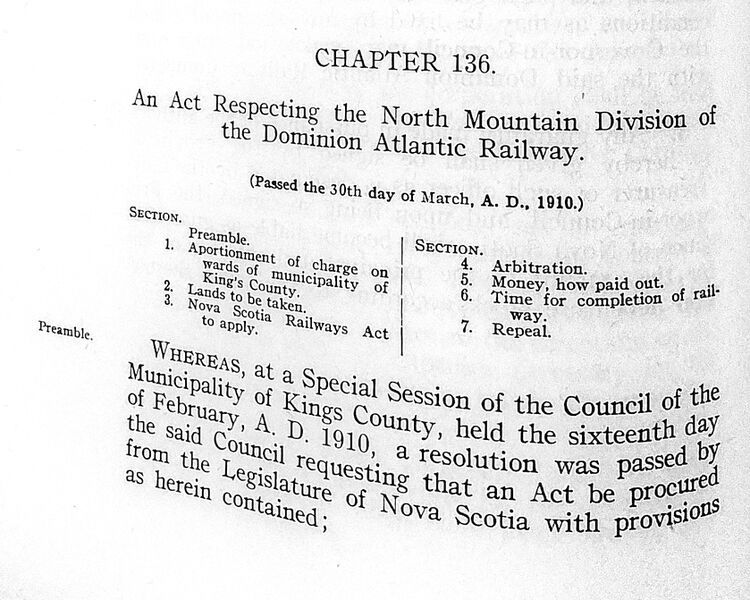 CHAPTER 136.
An Act Respecting the North Mountain Division of
the Dominion Atlantic Railway.
(Passed the 30th day of March, A. D., 1910.)
SECTION.
Preamble.
1. Aportionment of charge on
wards of municipality of
King's County.
2. Lands to be taken.
3. Nova Scotia Railways Act
to apply.
SECTION.
4. Arbitration.
5. Money, how paid out.
6. Time for completion of rail-
way.
7. Repeal.
Preamble.
WHEREAS, at a Special Session of the Council of the
Municipality of Kings County, held the sixteenth day
of February, A. D. 1910, a resolution was passed by
the said Council requesting that an Act be procured
from the Legislature of Nova Scotia with provisions
as herein contained;